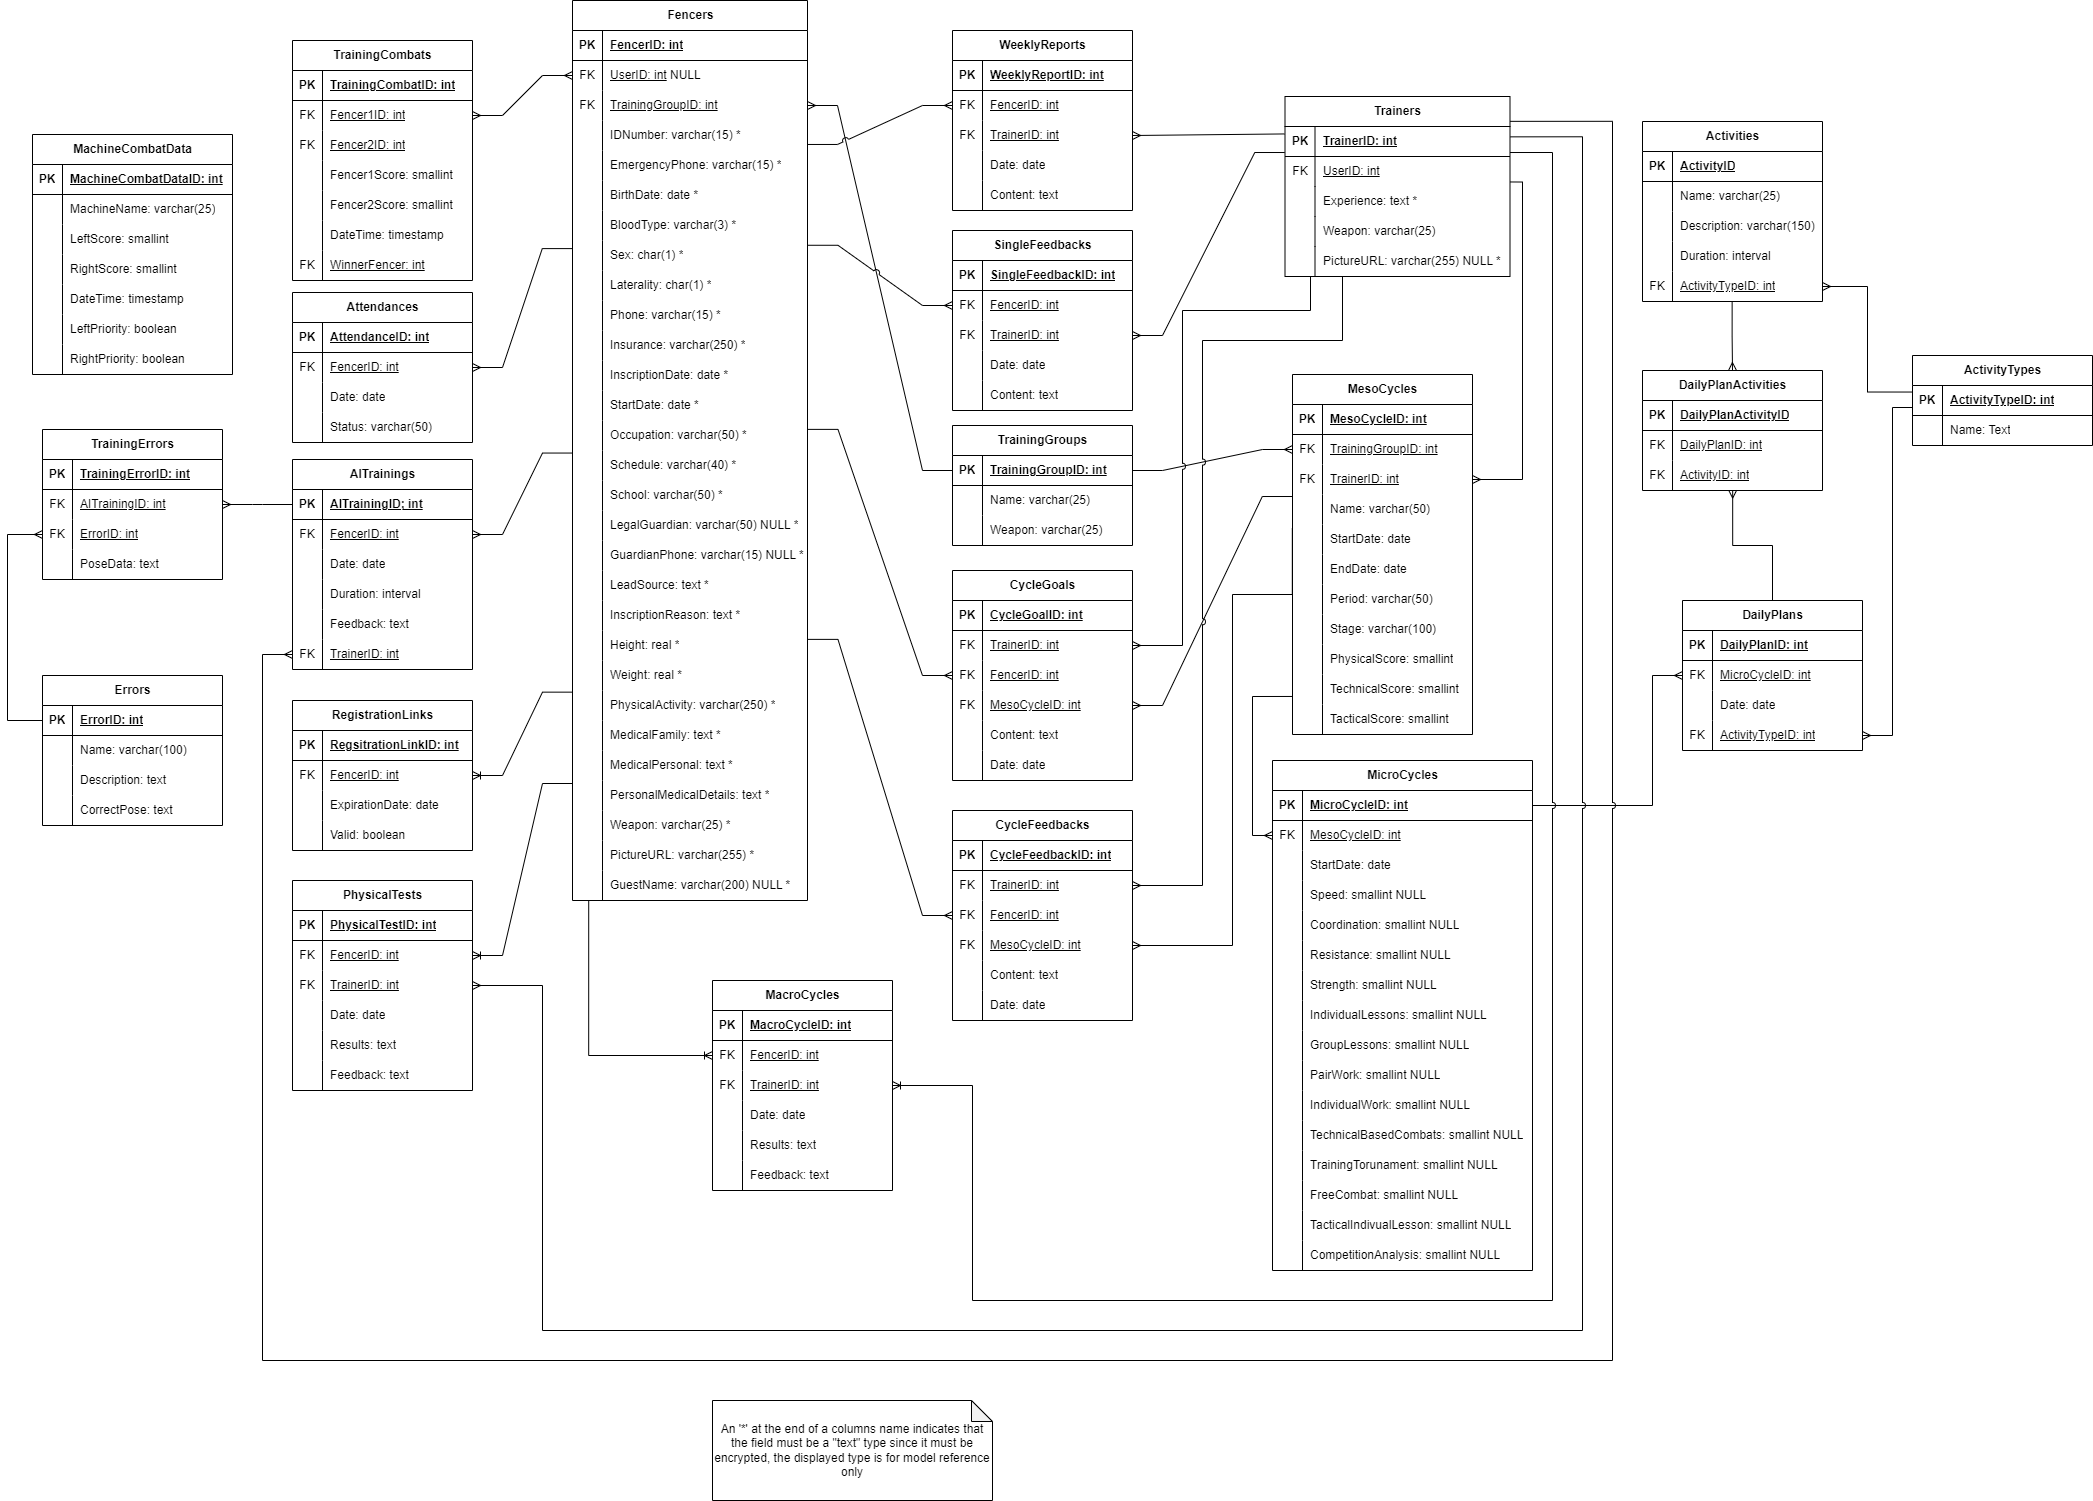 Fencers
PK FencerID: int
FK UserID: int NULL
FK TrainingGroupID: int
IDNumber: varchar(15) *
EmergencyPhone: varchar(15) *
BirthDate: date *
BloodType: varchar(3) *
Sex: char(1) *
Laterality: char(1) *
Phone: varchar(15) *
Insurance: varchar(250) *
InscriptionDate: date *
StartDate: date *
Occupation: varchar(50) *
Schedule: varchar(40) *
School: varchar(50) *
LegalGuardian: varchar(50) NULL *
GuardianPhone: varchar(15) NULL *
LeadSource: text *
InscriptionReason: text *
Height: real *
Weight: real *
PhysicalActivity: varchar(250) *
MedicalFamily: text *
MedicalPersonal: text *
PersonalMedicalDetails: text *
Weapon: varchar(25) *
PictureURL: varchar(255) *
GuestName: varchar(200) NULL *
TrainingCombats
PK TrainingCombatID: int
FK Fencer1ID: int
FK Fencer2ID: int
Fencer1Score: smallint
Fencer2Score: smallint
DateTime: timestamp
FK WinnerFencer: int
MachineCombatData
PK MachineCombatDataID: int
MachineName: varchar(25)
LeftScore: smallint
RightScore: smallint
DateTime: timestamp
LeftPriority: boolean
RightPriority: boolean
Attendances
PK AttendanceID: int
FK FencerID: int
Date: date
Status: varchar(50)
TrainingErrors
PK TrainingErrorID: int
FK AITrainingID: int
FK ErrorID: int
PoseData: text
AITrainings
PK AITrainingID; int
FK FencerID: int
Date: date
Duration: interval
Feedback: text
FK TrainerID: int
Errors
PK ErrorID: int
Name: varchar(100)
Description: text
CorrectPose: text
RegistrationLinks
PK RegsitrationLinkID: int
FK FencerID: int
ExpirationDate: date
Valid: boolean
PhysicalTests
PK PhysicalTestID: int
FK FencerID: int
FK TrainerID: int
Date: date
Results: text
Feedback: text
MacroCycles
PK MacroCycleID: int
FK FencerID: int
FK TrainerID: int
Date: date
Results: text
Feedback: text
WeeklyReports
PK WeeklyReportID: int
FK FencerID: int
FK TrainerID: int
Date: date
Content: text
SingleFeedbacks
PK SingleFeedbackID: int
FK FencerID: int
FK TrainerID: int
Date: date
Content: text
TrainingGroups
PK TrainingGroupID: int
Name: varchar(25)
Weapon: varchar(25)
CycleGoals
PK CycleGoalID: int
FK TrainerID: int
FK FencerID: int
FK MesoCycleID: int
Content: text
Date: date
CycleFeedbacks
PK CycleFeedbackID: int
FK TrainerID: int
FK FencerID: int
FK MesoCycleID: int
Content: text
Date: date
Trainers
PK TrainerID: int
FK UserID: int
Experience: text *
Weapon: varchar(25)
PictureURL: varchar(255) NULL *
MesoCycles
PK MesoCycleID: int
FK TrainingGroupID: int
FK TrainerID: int
Name: varchar(50)
StartDate: date
EndDate: date
Period: varchar(50)
Stage: varchar(100)
PhysicalScore: smallint
TechnicalScore: smallint
TacticalScore: smallint
MicroCycles
PK MicroCycleID: int
FK MesoCycleID: int
StartDate: date
Speed: smallint NULL
Coordination: smallint NULL
Resistance: smallint NULL
Strength: smallint NULL
IndividualLessons: smallint NULL
GroupLessons: smallint NULL
PairWork: smallint NULL
IndividualWork: smallint NULL
TechnicalBasedCombats: smallint NULL
TrainingTorunament: smallint NULL
FreeCombat: smallint NULL
TacticalIndivualLesson: smallint NULL
CompetitionAnalysis: smallint NULL
Activities
PK ActivityID
Name: varchar(25)
Description: varchar(150)
Duration: interval
FK ActivityTypeID: int
ActivityTypes
PK ActivityTypeID: int
Name: Text
DailyPlanActivities
PK DailyPlanActivityID
FK DailyPlanID: int
FK ActivityID: int
DailyPlans
PK DailyPlanID: int
FK MicroCycleID: int
Date: date
FK ActivityTypeID: int
An '*' at the end of a columns name indicates that
the field must be a "text" type since it must be
encrypted, the displayed type is for model reference
only